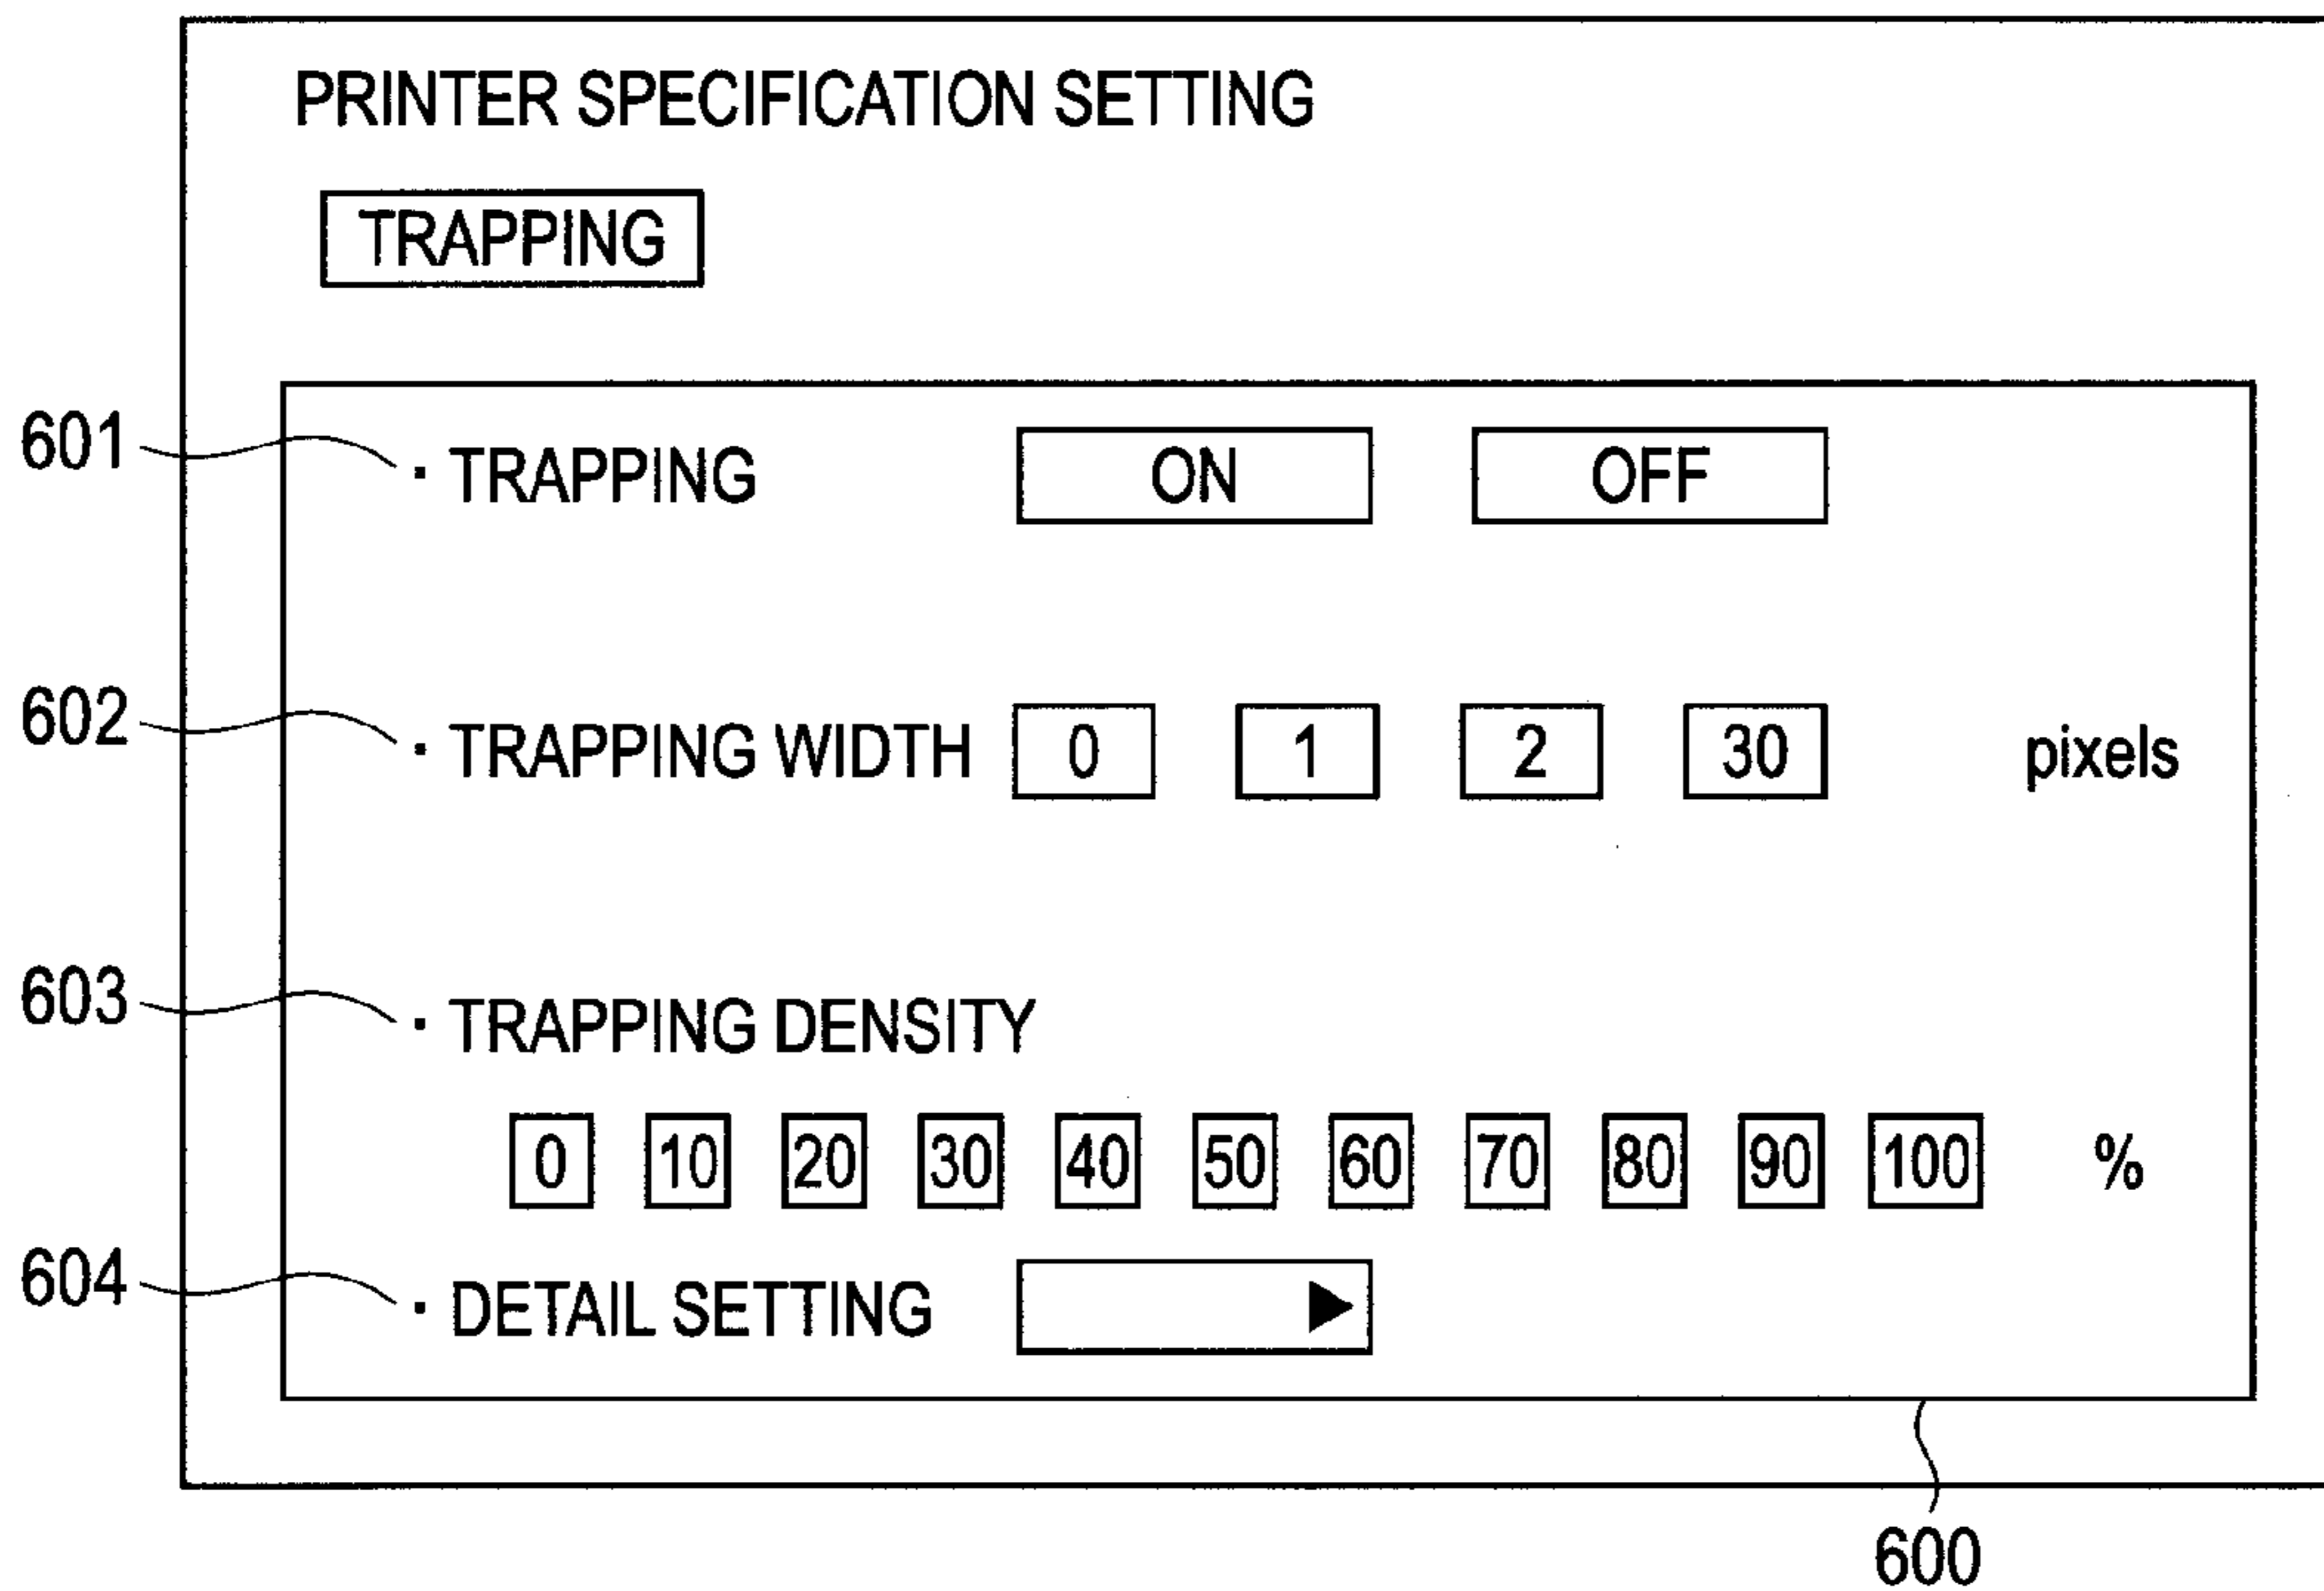 PRINTER SPECIFICATION SETTING
TRAPPING
601 · TRAPPING ON OFF
602 · TRAPPING WIDTH 0 1 2 30 pixels
603 · TRAPPING DENSITY
0 10 20 30 40 50 60 70 80 90 100 %
604 · DETAIL SETTING ▶
600